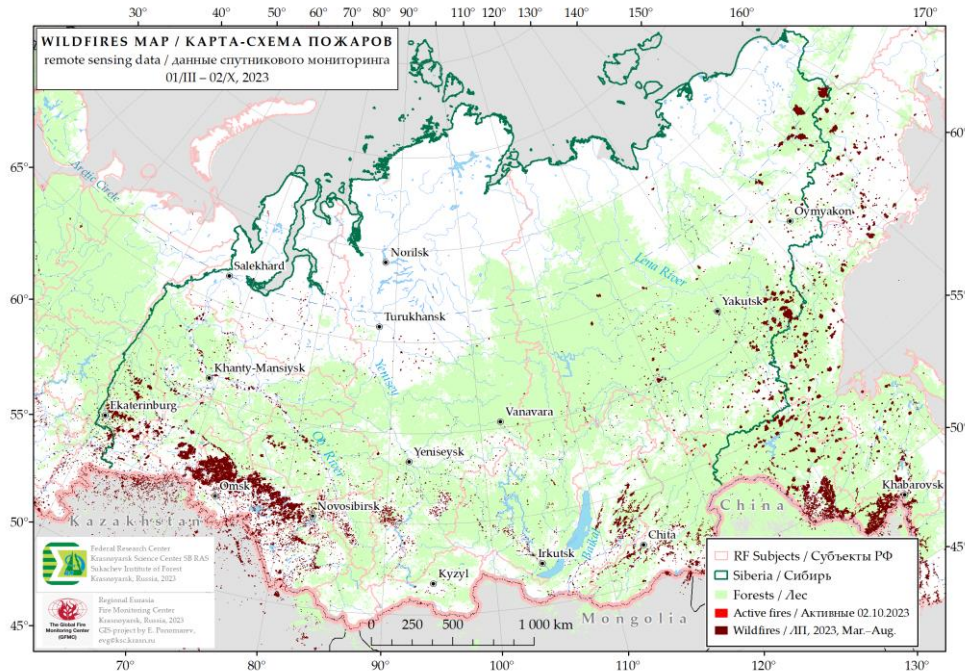 30° 40° 50° 60° 70° 80° 90° 100° 110° 120° 130° 140° 150° 160° 170°
WILDFIRES MAP / КАРТА-СХЕМА ПОЖАРОВ
remote sensing data / данные спутникового мониторинга
01/III – 02/X, 2023
65°
60°
55°
50°
45°
60°
55°
50°
45°
Arctic Circle
Oymyakon
Norilsk
Salekhard
Lena River
Yakutsk
Turukhansk
Yenisey
Khanty-Mansiysk
Ekaterinburg
Vanavara
Ob River
Yeniseysk
Omsk
Novosibirsk
Khabarovsk
China
Kazakhstan
Baikal
Chita
Irkutsk
Kyzyl
Mongolia
Federal Research Center
Krasnoyarsk Science Center SB RAS
Sukachev Institute of Forest
Krasnoyarsk, Russia, 2023
The Global Fire
Monitoring Center
(GFMC)
Regional Eurasia
Fire Monitoring Center
Krasnoyarsk, Russia, 2023
GIS-project by E. Ponomarev,
evg@ksc.krasn.ru
0 250 500 1 000 km
RF Subjects / Субъекты РФ
Siberia / Сибирь
Forests / Лес
Active fires / Активные 02.10.2023
Wildfires / ЛП, 2023, Mar.–Aug.
70° 80° 90° 100° 110° 120° 130°